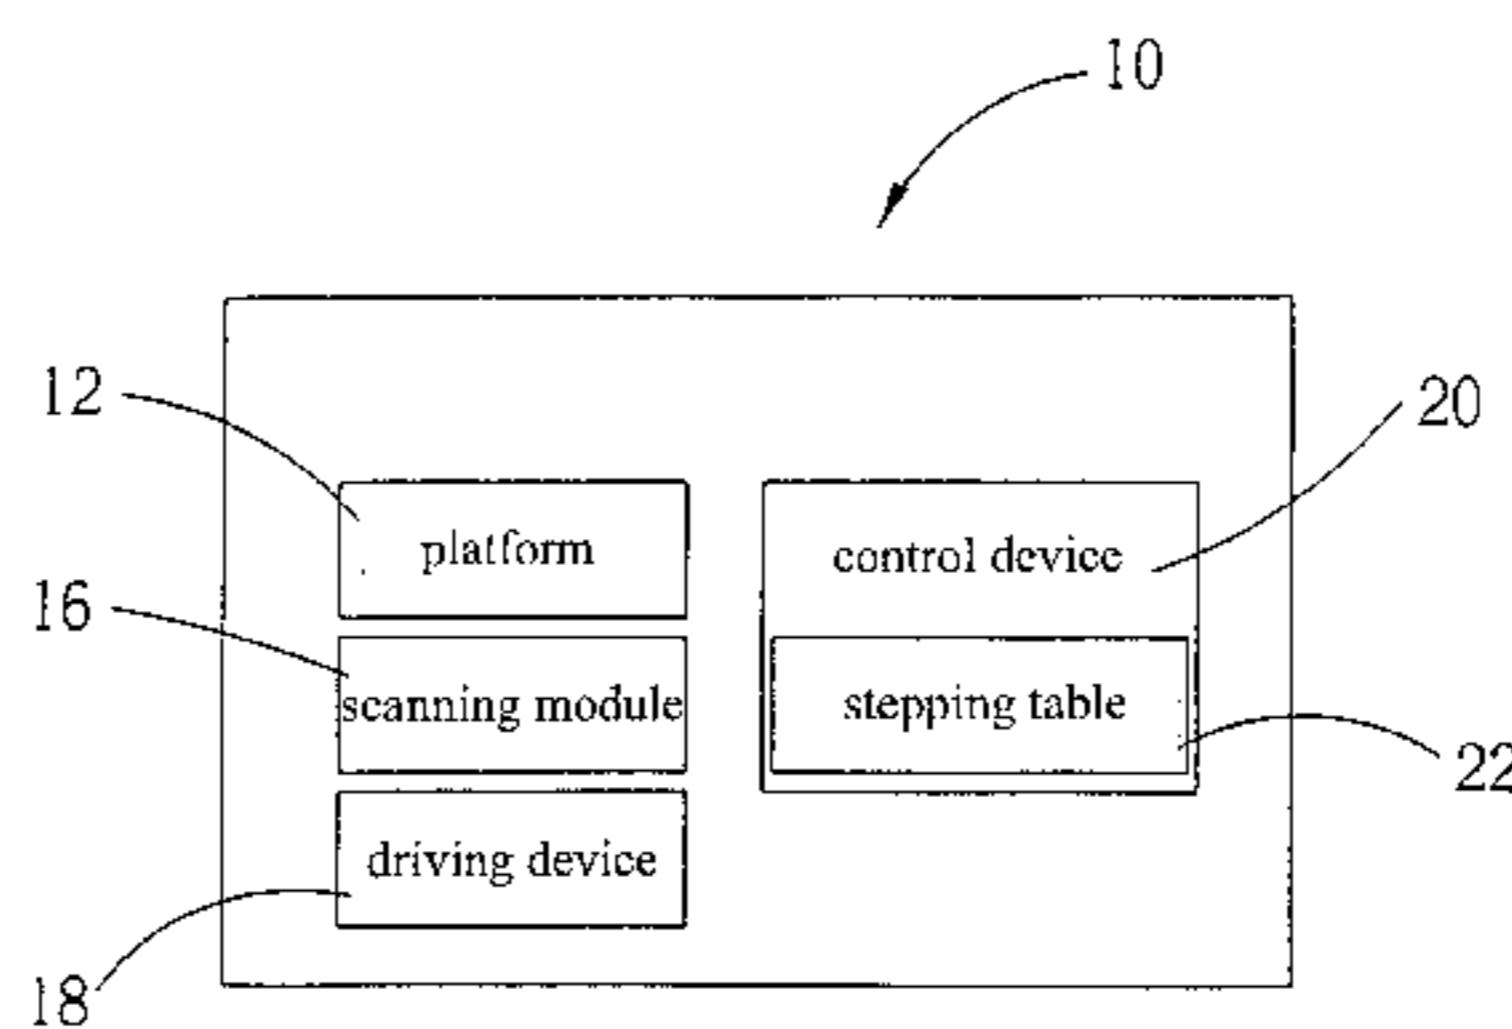 10
12
20
platform
control device
16
scanning module
stepping table
22
driving device
18